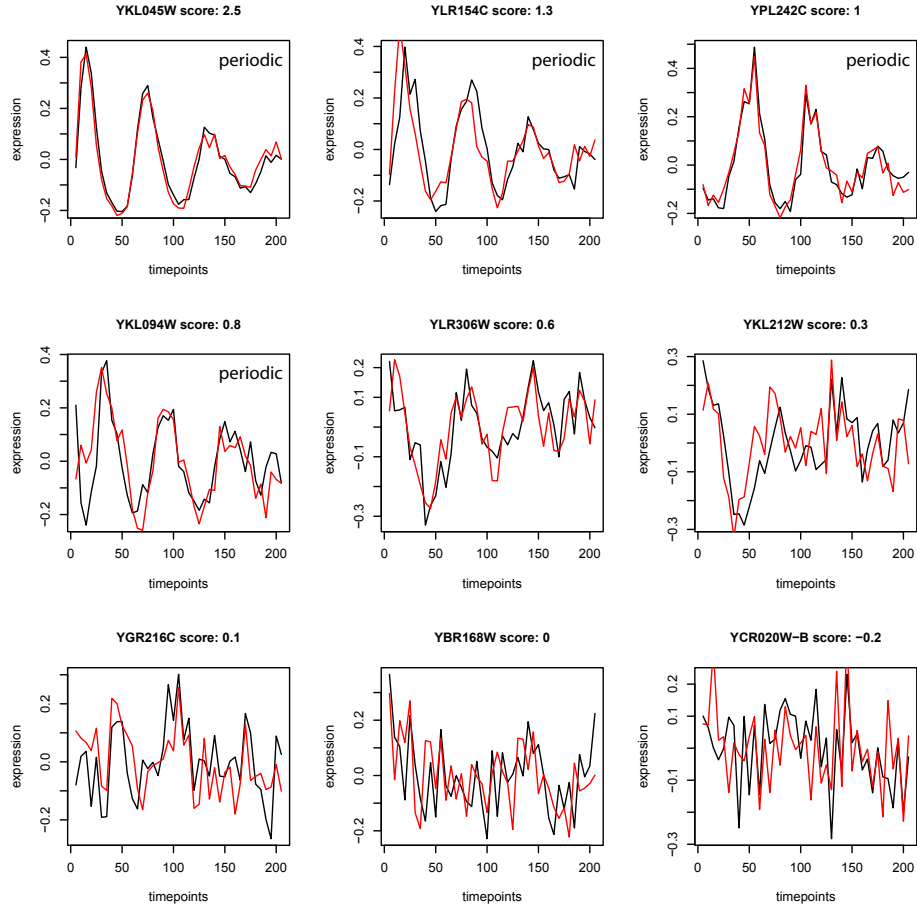 YKL045W score: 2.5
YLR154C score: 1.3
YPL242C score: 1
periodic
periodic
periodic
expression
expression
expression
0.4
0.2
0.0
−0.2
0.4
0.2
0.0
−0.2
0.4
0.2
0.0
−0.2
0 50 100 150 200
0 50 100 150 200
0 50 100 150 200
timepoints
timepoints
timepoints
YKL094W score: 0.8
YLR306W score: 0.6
YKL212W score: 0.3
periodic
expression
expression
expression
0.4
0.2
0.0
−0.2
0.2
0.0
−0.3
0.3
0.1
−0.1
−0.3
0 50 100 150 200
0 50 100 150 200
0 50 100 150 200
timepoints
timepoints
timepoints
YGR216C score: 0.1
YBR168W score: 0
YCR020W−B score: −0.2
expression
expression
expression
0.2
0.0
−0.2
0.2
0.0
−0.2
0.2
0.0
−0.3
0 50 100 150 200
0 50 100 150 200
0 50 100 150 200
timepoints
timepoints
timepoints